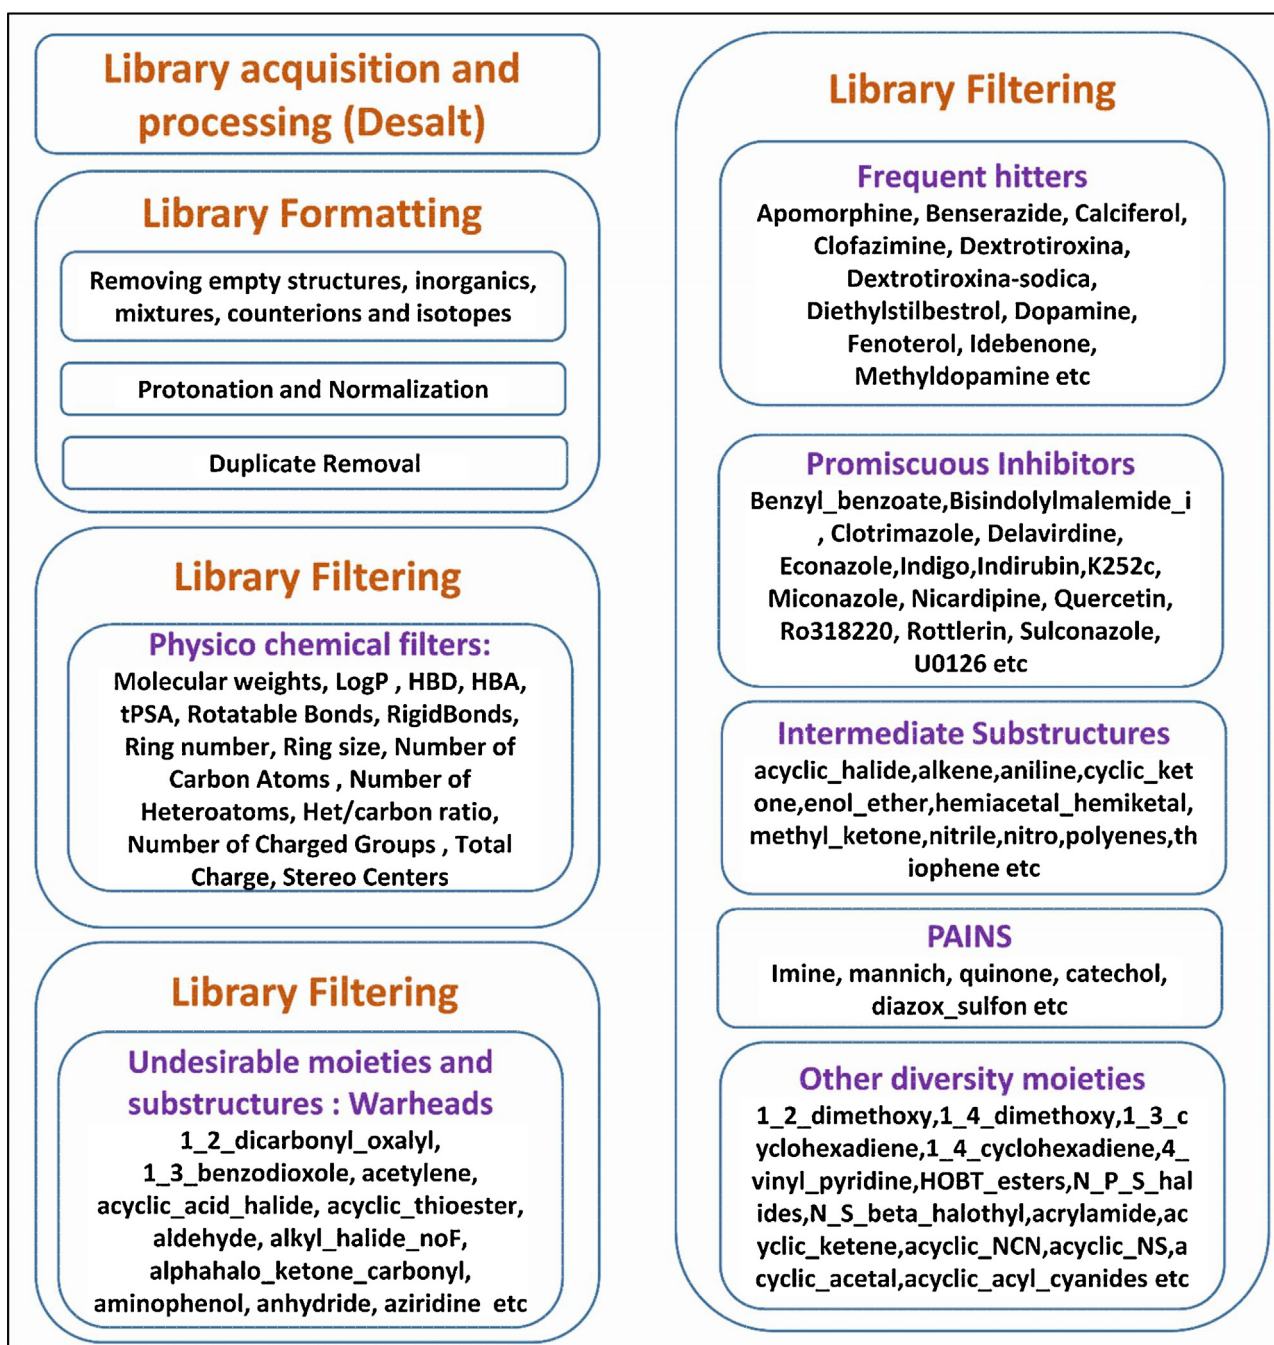 Library acquisition and
processing (Desalt)
Library Formatting
Removing empty structures, inorganics,
mixtures, counterions and isotopes
Protonation and Normalization
Duplicate Removal
Library Filtering
Physico chemical filters:
Molecular weights, LogP , HBD, HBA,
tPSA, Rotatable Bonds, RigidBonds,
Ring number, Ring size, Number of
Carbon Atoms , Number of
Heteroatoms, Het/carbon ratio,
Number of Charged Groups , Total
Charge, Stereo Centers
Library Filtering
Undesirable moieties and
substructures : Warheads
1_2_dicarbonyl_oxalyl,
1_3_benzodioxole, acetylene,
acyclic_acid_halide, acyclic_thioester,
aldehyde, alkyl_halide_noF,
alphahalo_ketone_carbonyl,
aminophenol, anhydride, aziridine etc
Library Filtering
Frequent hitters
Apomorphine, Benserazide, Calciferol,
Clofazimine, Dextrotiroxina,
Dextrotiroxina-sodica,
Diethylstilbestrol, Dopamine,
Fenoterol, Idebenone,
Methyldopamine etc
Promiscuous Inhibitors
Benzyl_benzoate,Bisindolylmalemide_i
, Clotrimazole, Delavirdine,
Econazole,Indigo,Indirubin,K252c,
Miconazole, Nicardipine, Quercetin,
Ro318220, Rottlerin, Sulconazole,
U0126 etc
Intermediate Substructures
acyclic_halide,alkene,aniline,cyclic_ket
one,enol_ether,hemiacetal_hemiketal,
methyl_ketone,nitrile,nitro,polyenes,th
iophene etc
PAINS
Imine, mannich, quinone, catechol,
diazox_sulfon etc
Other diversity moieties
1_2_dimethoxy,1_4_dimethoxy,1_3_c
yclohexadiene,1_4_cyclohexadiene,4_
vinyl_pyridine,HOBT_esters,N_P_S_hal
ides,N_S_beta_halothyl,acrylamide,ac
yclic_ketene,acyclic_NCN,acyclic_NS,a
cyclic_acetal,acyclic_acyl_cyanides etc